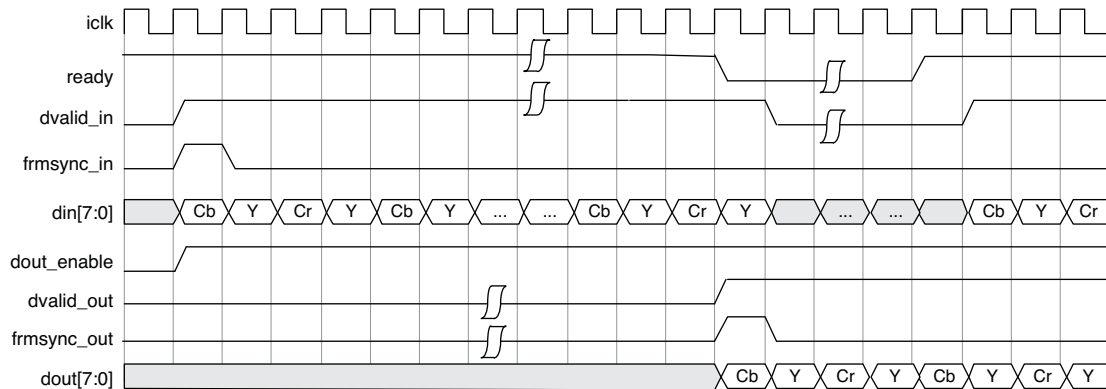 iclk
ready
dvalid_in
frmsync_in
din[7:0] Cb Y Cr Y Cb Y ... ... Cb Y Cr Y ... ... Cb Y Cr
dout_enable
dvalid_out
frmsync_out
dout[7:0] Cb Y Cr Y Cb Y Cr Y